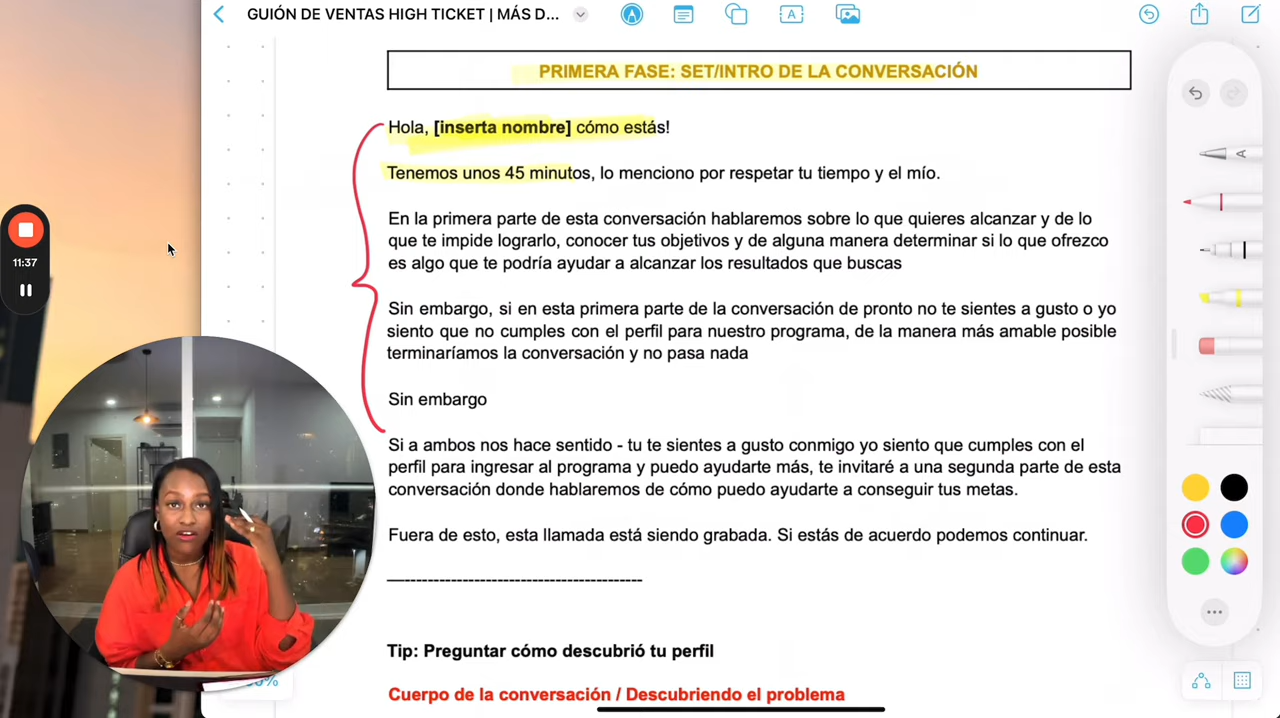 GUIÓN DE VENTAS HIGH TICKET | MÁS D...
PRIMERA FASE: SET/INTRO DE LA CONVERSACIÓN
Hola, [inserta nombre] cómo estás!
Tenemos unos 45 minutos, lo menciono por respetar tu tiempo y el mío.
En la primera parte de esta conversación hablaremos sobre lo que quieres alcanzar y de lo
que te impide lograrlo, conocer tus objetivos y de alguna manera determinar si lo que ofrezco
es algo que te podría ayudar a alcanzar los resultados que buscas
Sin embargo, si en esta primera parte de la conversación de pronto no te sientes a gusto o yo
siento que no cumples con el perfil para nuestro programa, de la manera más amable posible
terminaríamos la conversación y no pasa nada
Sin embargo
Si a ambos nos hace sentido - tu te sientes a gusto conmigo yo siento que cumples con el
perfil para ingresar al programa y puedo ayudarte más, te invitaré a una segunda parte de esta
conversación donde hablaremos de cómo puedo ayudarte a conseguir tus metas.
Fuera de esto, esta llamada está siendo grabada. Si estás de acuerdo podemos continuar.
—-----------------------------------------
Tip: Preguntar cómo descubrió tu perfil
Cuerpo de la conversación / Descubriendo el problema
11:37
A
A